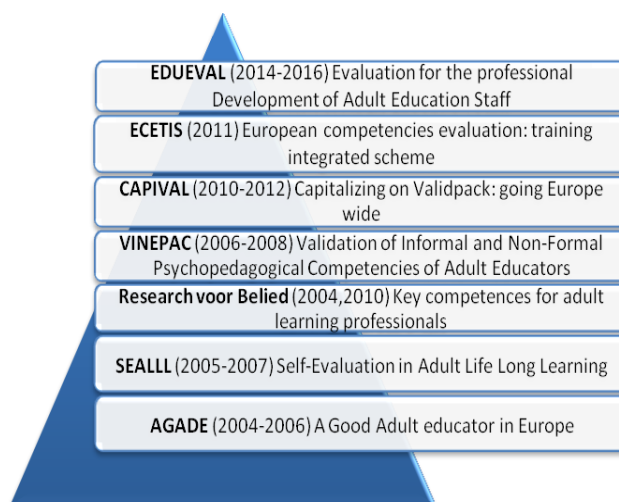 EDUEVAL (2014-2016) Evaluation for the professional
Development of Adult Education Staff
ECETIS (2011) European competencies evaluation: training
integrated scheme
CAPIVAL (2010-2012) Capitalizing on Validpack: going Europe
wide
VINEPAC (2006-2008) Validation of Informal and Non-Formal
Psychopedagogical Competencies of Adult Educators
Research voor Belied (2004,2010) Key competences for adult
learning professionals
SEALLL (2005-2007) Self-Evaluation in Adult Life Long Learning
AGADE (2004-2006) A Good Adult educator in Europe